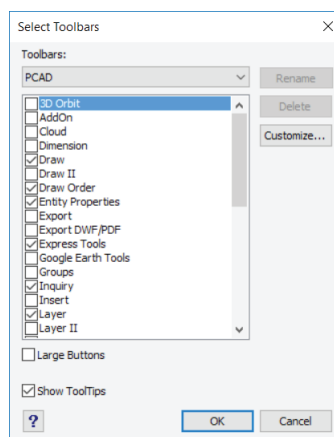 Select Toolbars
Toolbars:
PCAD
Rename
3D Orbit
Delete
AddOn
Cloud
Customize...
Dimension
Draw
Draw II
Draw Order
Entity Properties
Export
Export DWF/PDF
Express Tools
Google Earth Tools
Groups
Inquiry
Insert
Layer
Layer II
Large Buttons
Show ToolTips
?
OK
Cancel